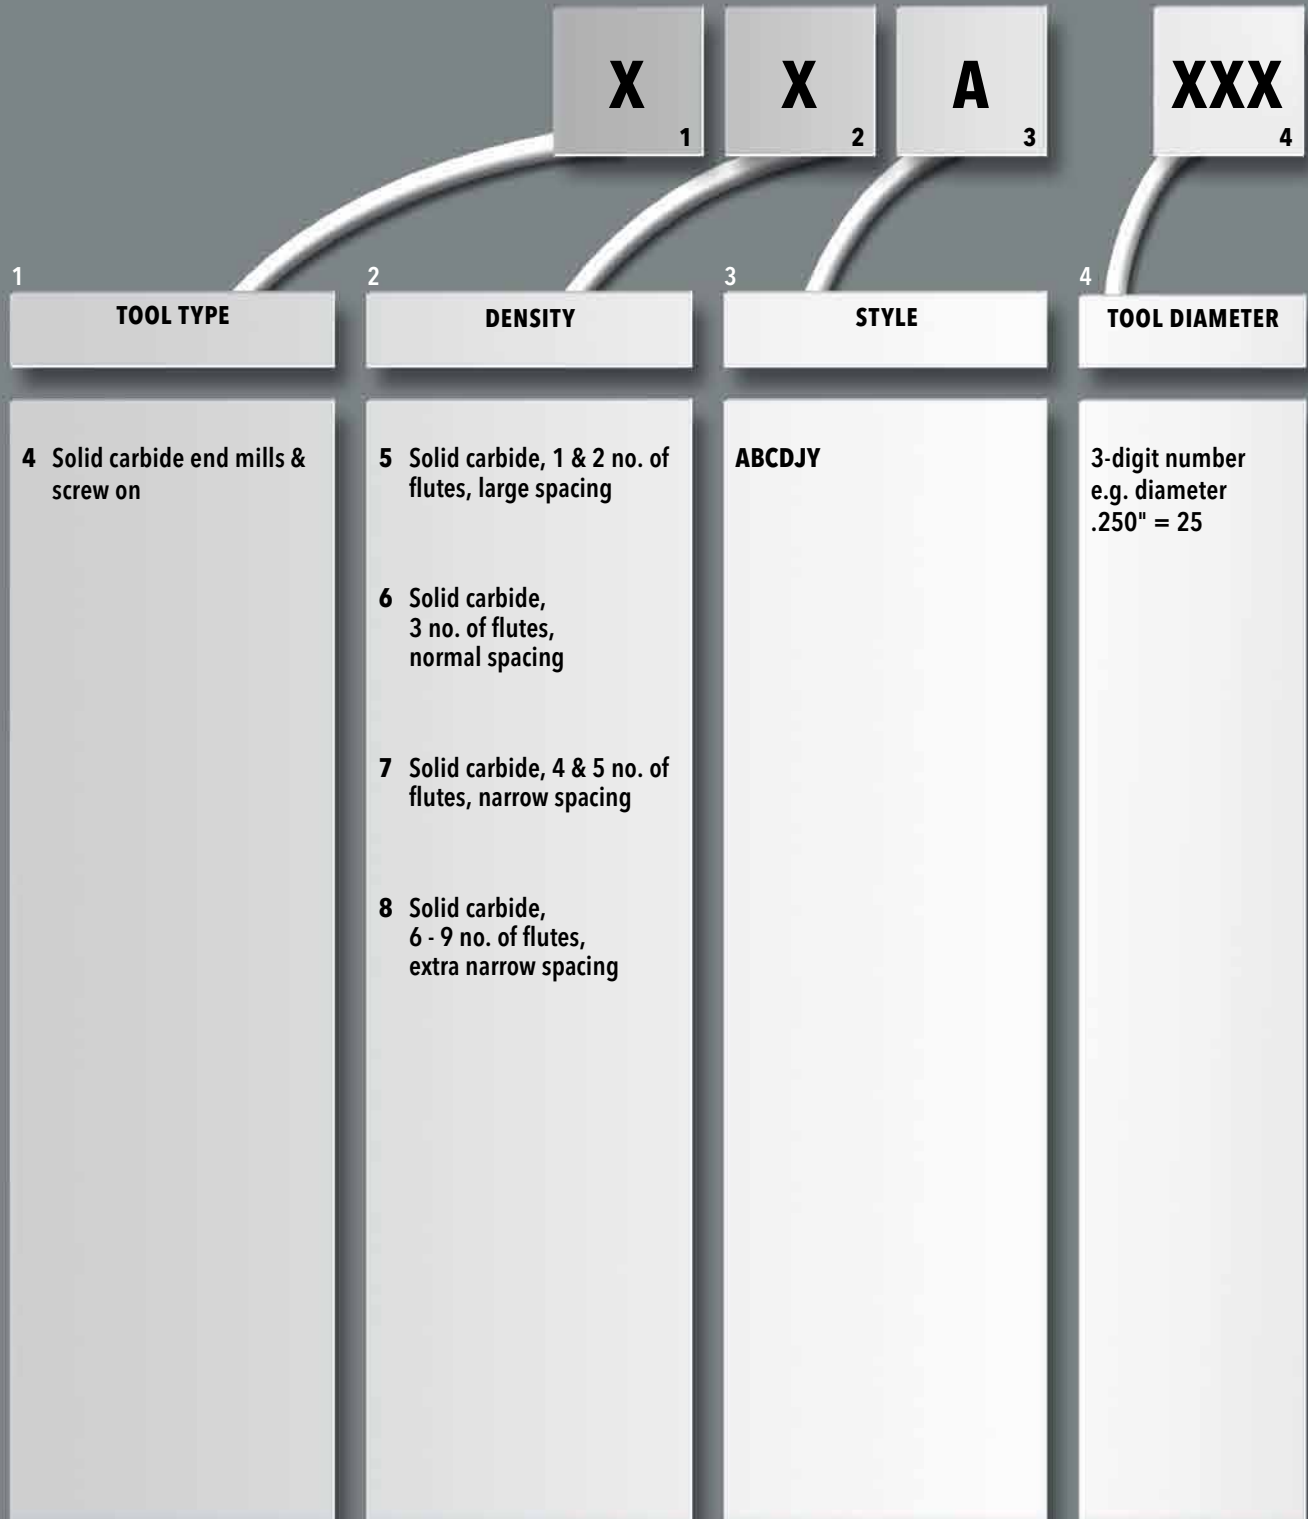 X
1
X
2
A
3
XXX
4
1
TOOL TYPE
4 Solid carbide end mills &
screw on
2
DENSITY
5 Solid carbide, 1 & 2 no. of
flutes, large spacing
6 Solid carbide,
3 no. of flutes,
normal spacing
7 Solid carbide, 4 & 5 no. of
flutes, narrow spacing
8 Solid carbide,
6 - 9 no. of flutes,
extra narrow spacing
3
STYLE
ABCDJY
4
TOOL DIAMETER
3-digit number
e.g. diameter
.250" = 25